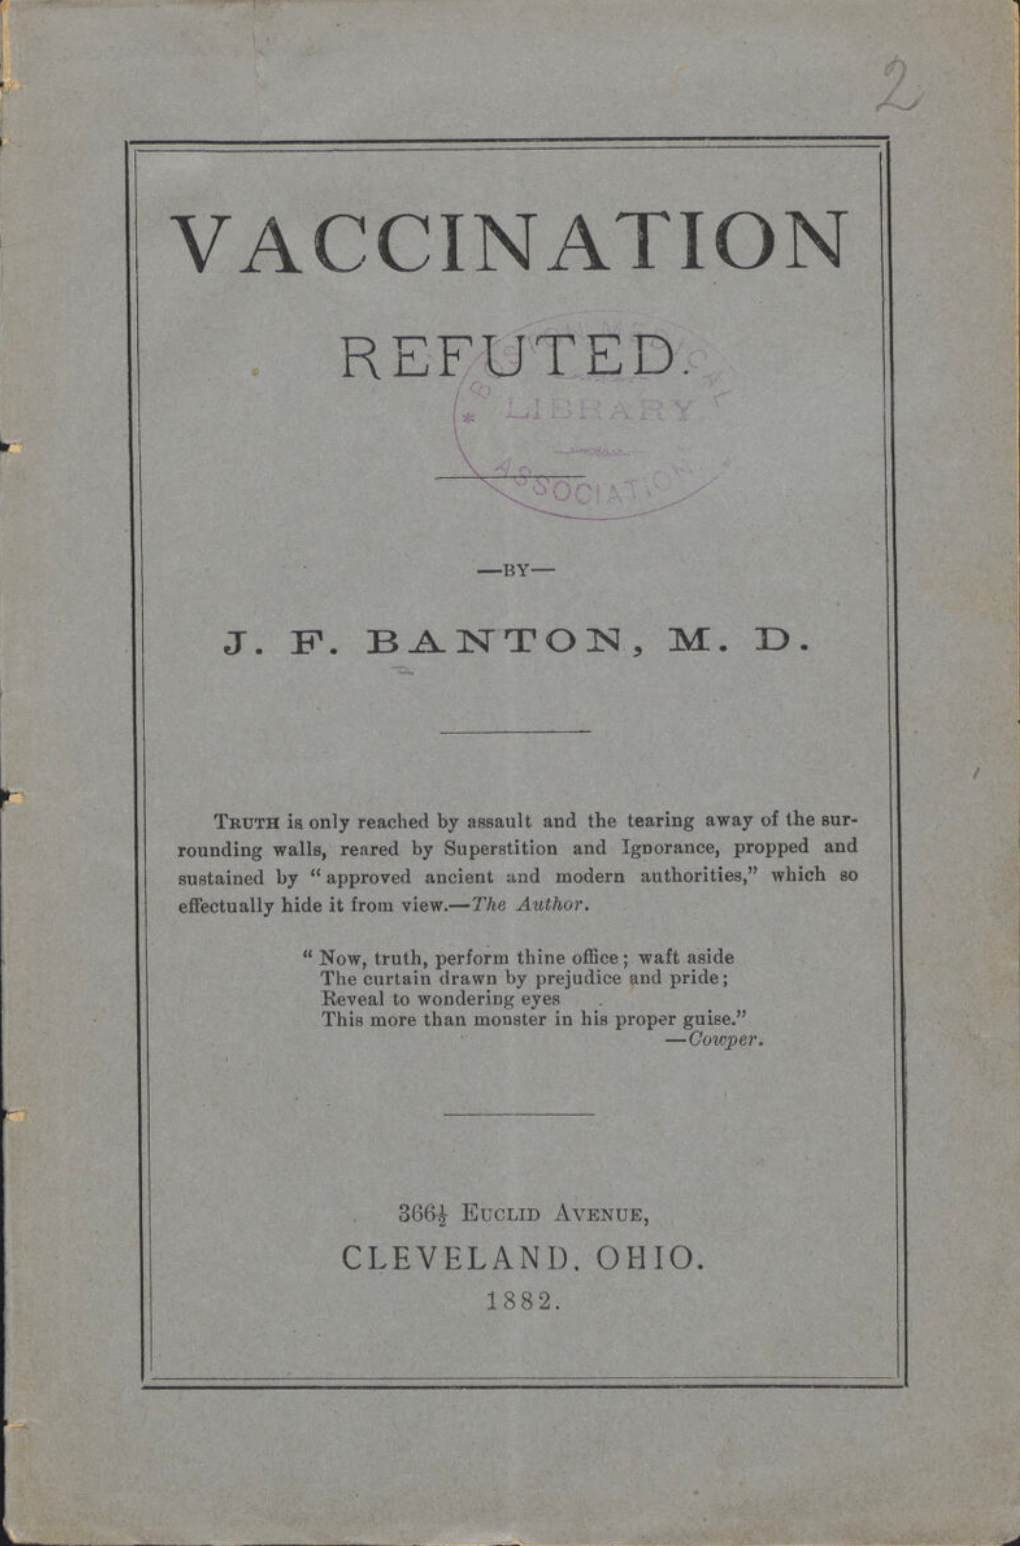 2
VACCINATION
REFUTED.
BOSTON MEDICAL
LIBRARY
ASSOCIATION
—BY—
J. F. BANTON, M. D.
TRUTH is only reached by assault and the tearing away of the sur-
rounding walls, reared by Superstition and Ignorance, propped and
sustained by “approved ancient and modern authorities,” which so
effectually hide it from view.—The Author.
“ Now, truth, perform thine office; waft aside
The curtain drawn by prejudice and pride;
Reveal to wondering eyes
This more than monster in his proper guise.”
—Cowper.
366½ EUCLID AVENUE,
CLEVELAND, OHIO.
1882.